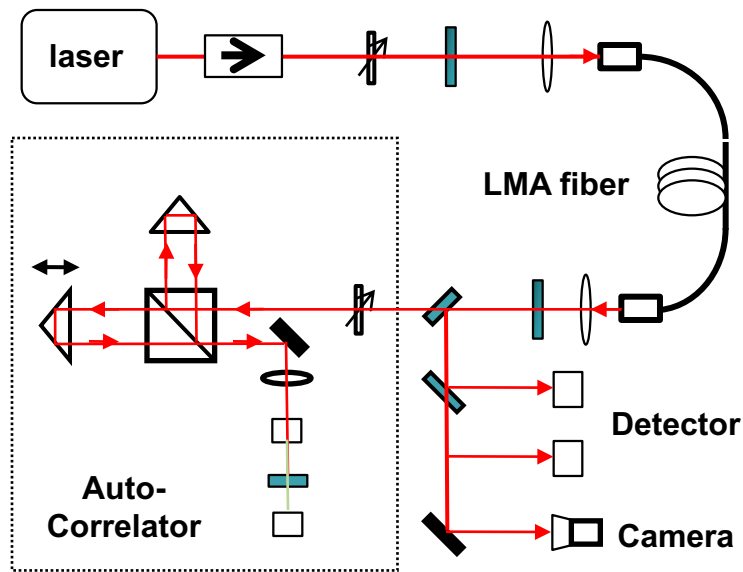 laser
LMA fiber
Detector
Auto-
Correlator
Camera